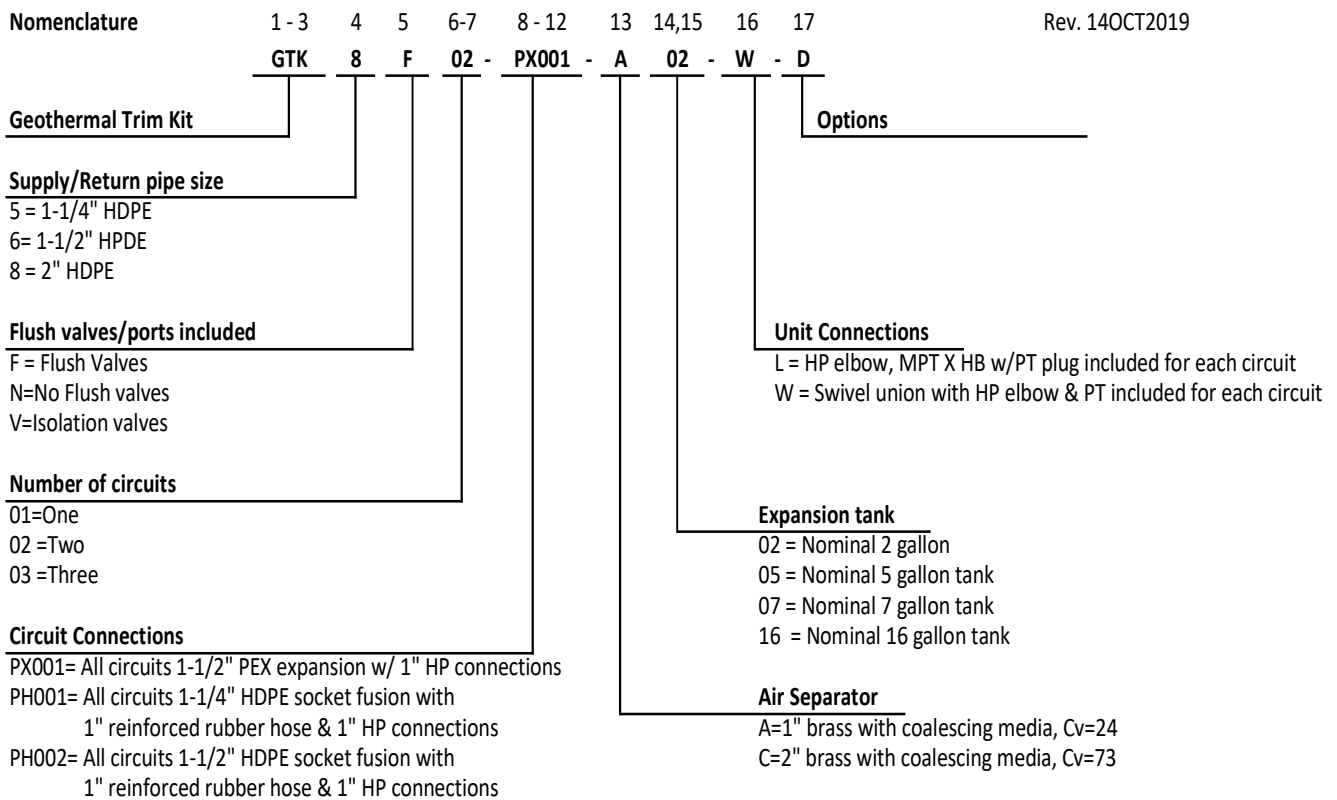 Nomenclature 1 - 3 4 5 6-7 8 - 12 13 14,15 16 17 Rev. 14OCT2019
GTK 8 F 02 - PX001 - A 02 - W - D
Geothermal Trim Kit
Options
Supply/Return pipe size
5 = 1-1/4" HDPE
6= 1-1/2" HPDE
8 = 2" HDPE
Flush valves/ports included
F = Flush Valves
N=No Flush valves
V=Isolation valves
Unit Connections
L = HP elbow, MPT X HB w/PT plug included for each circuit
W = Swivel union with HP elbow & PT included for each circuit
Number of circuits
01=One
02 =Two
03 =Three
Expansion tank
02 = Nominal 2 gallon
05 = Nominal 5 gallon tank
07 = Nominal 7 gallon tank
16 = Nominal 16 gallon tank
Circuit Connections
PX001= All circuits 1-1/2" PEX expansion w/ 1" HP connections
PH001= All circuits 1-1/4" HDPE socket fusion with
1" reinforced rubber hose & 1" HP connections
PH002= All circuits 1-1/2" HDPE socket fusion with
1" reinforced rubber hose & 1" HP connections
Air Separator
A=1" brass with coalescing media, Cv=24
C=2" brass with coalescing media, Cv=73